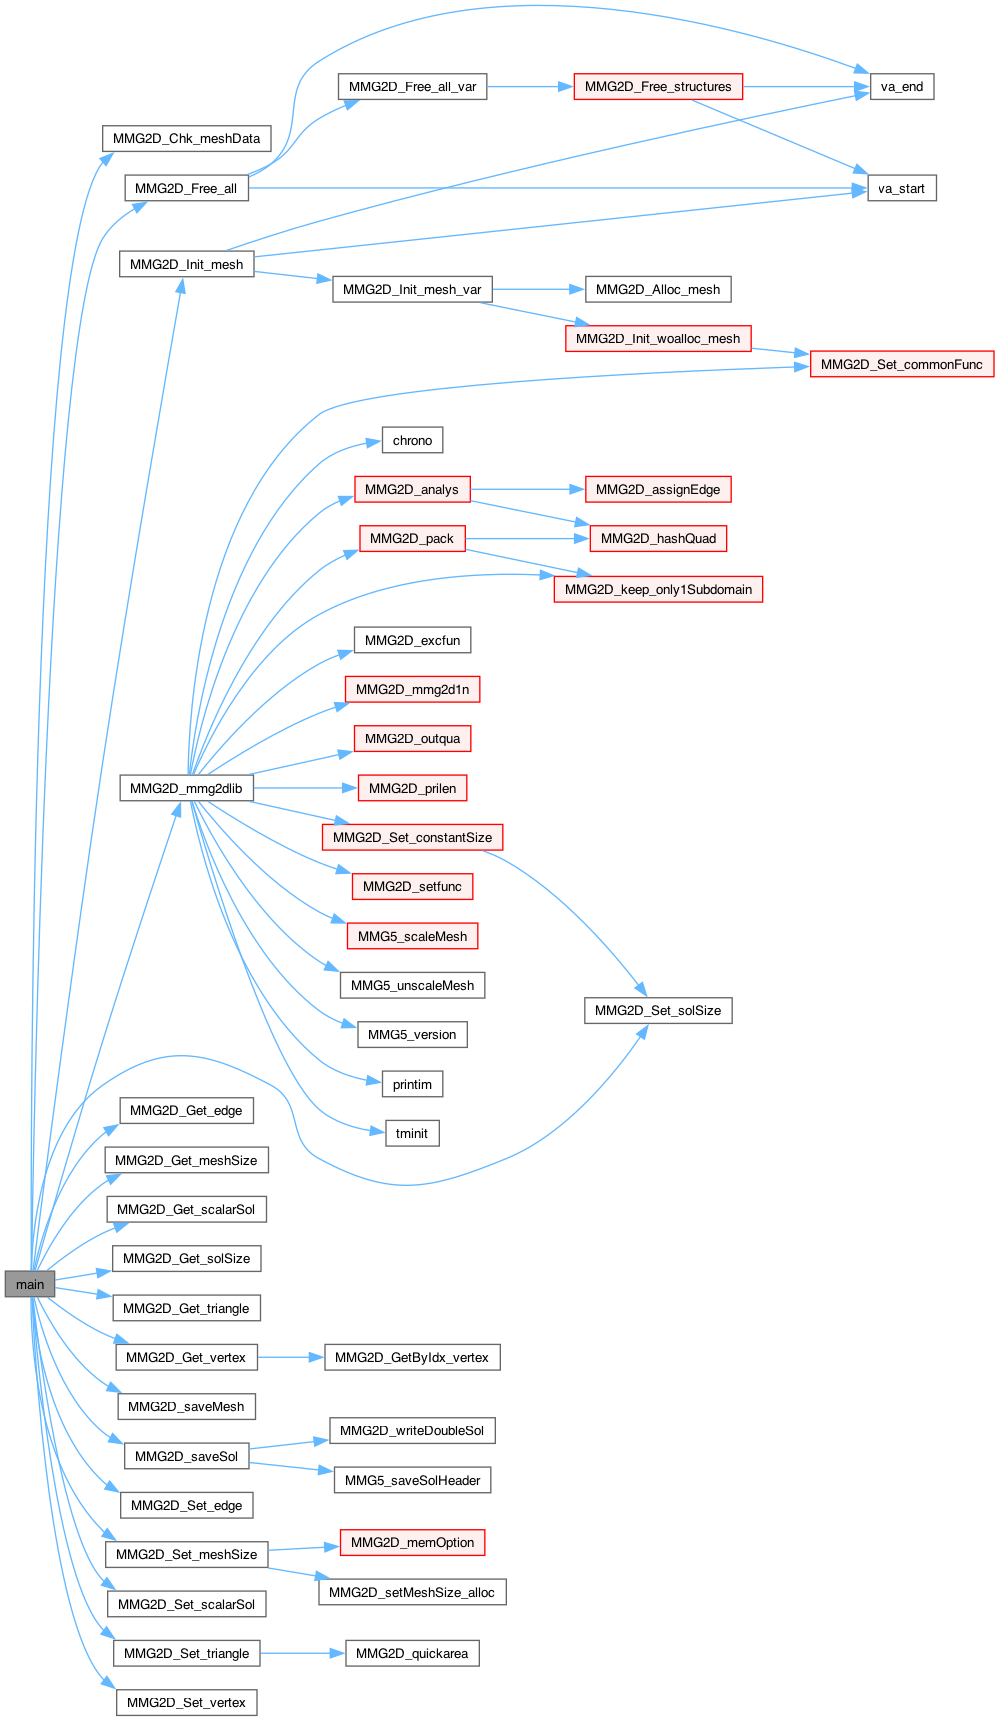 MMG2D_Free_all_var
MMG2D_Free_structures
va_end
MMG2D_Chk_meshData
MMG2D_Free_all
va_start
MMG2D_Init_mesh
MMG2D_Init_mesh_var
MMG2D_Alloc_mesh
MMG2D_Init_woalloc_mesh
MMG2D_Set_commonFunc
chrono
MMG2D_analys
MMG2D_assignEdge
MMG2D_pack
MMG2D_hashQuad
MMG2D_keep_only1Subdomain
MMG2D_excfun
MMG2D_mmg2d1n
MMG2D_outqua
MMG2D_mmg2dlib
MMG2D_prilen
MMG2D_Set_constantSize
MMG2D_setfunc
MMG5_scaleMesh
MMG5_unscaleMesh
MMG2D_Set_solSize
MMG5_version
printim
MMG2D_Get_edge
tminit
MMG2D_Get_meshSize
MMG2D_Get_scalarSol
MMG2D_Get_solSize
main
MMG2D_Get_triangle
MMG2D_Get_vertex
MMG2D_GetByIdx_vertex
MMG2D_saveMesh
MMG2D_writeDoubleSol
MMG2D_saveSol
MMG5_saveSolHeader
MMG2D_Set_edge
MMG2D_memOption
MMG2D_Set_meshSize
MMG2D_setMeshSize_alloc
MMG2D_Set_scalarSol
MMG2D_Set_triangle
MMG2D_quickarea
MMG2D_Set_vertex